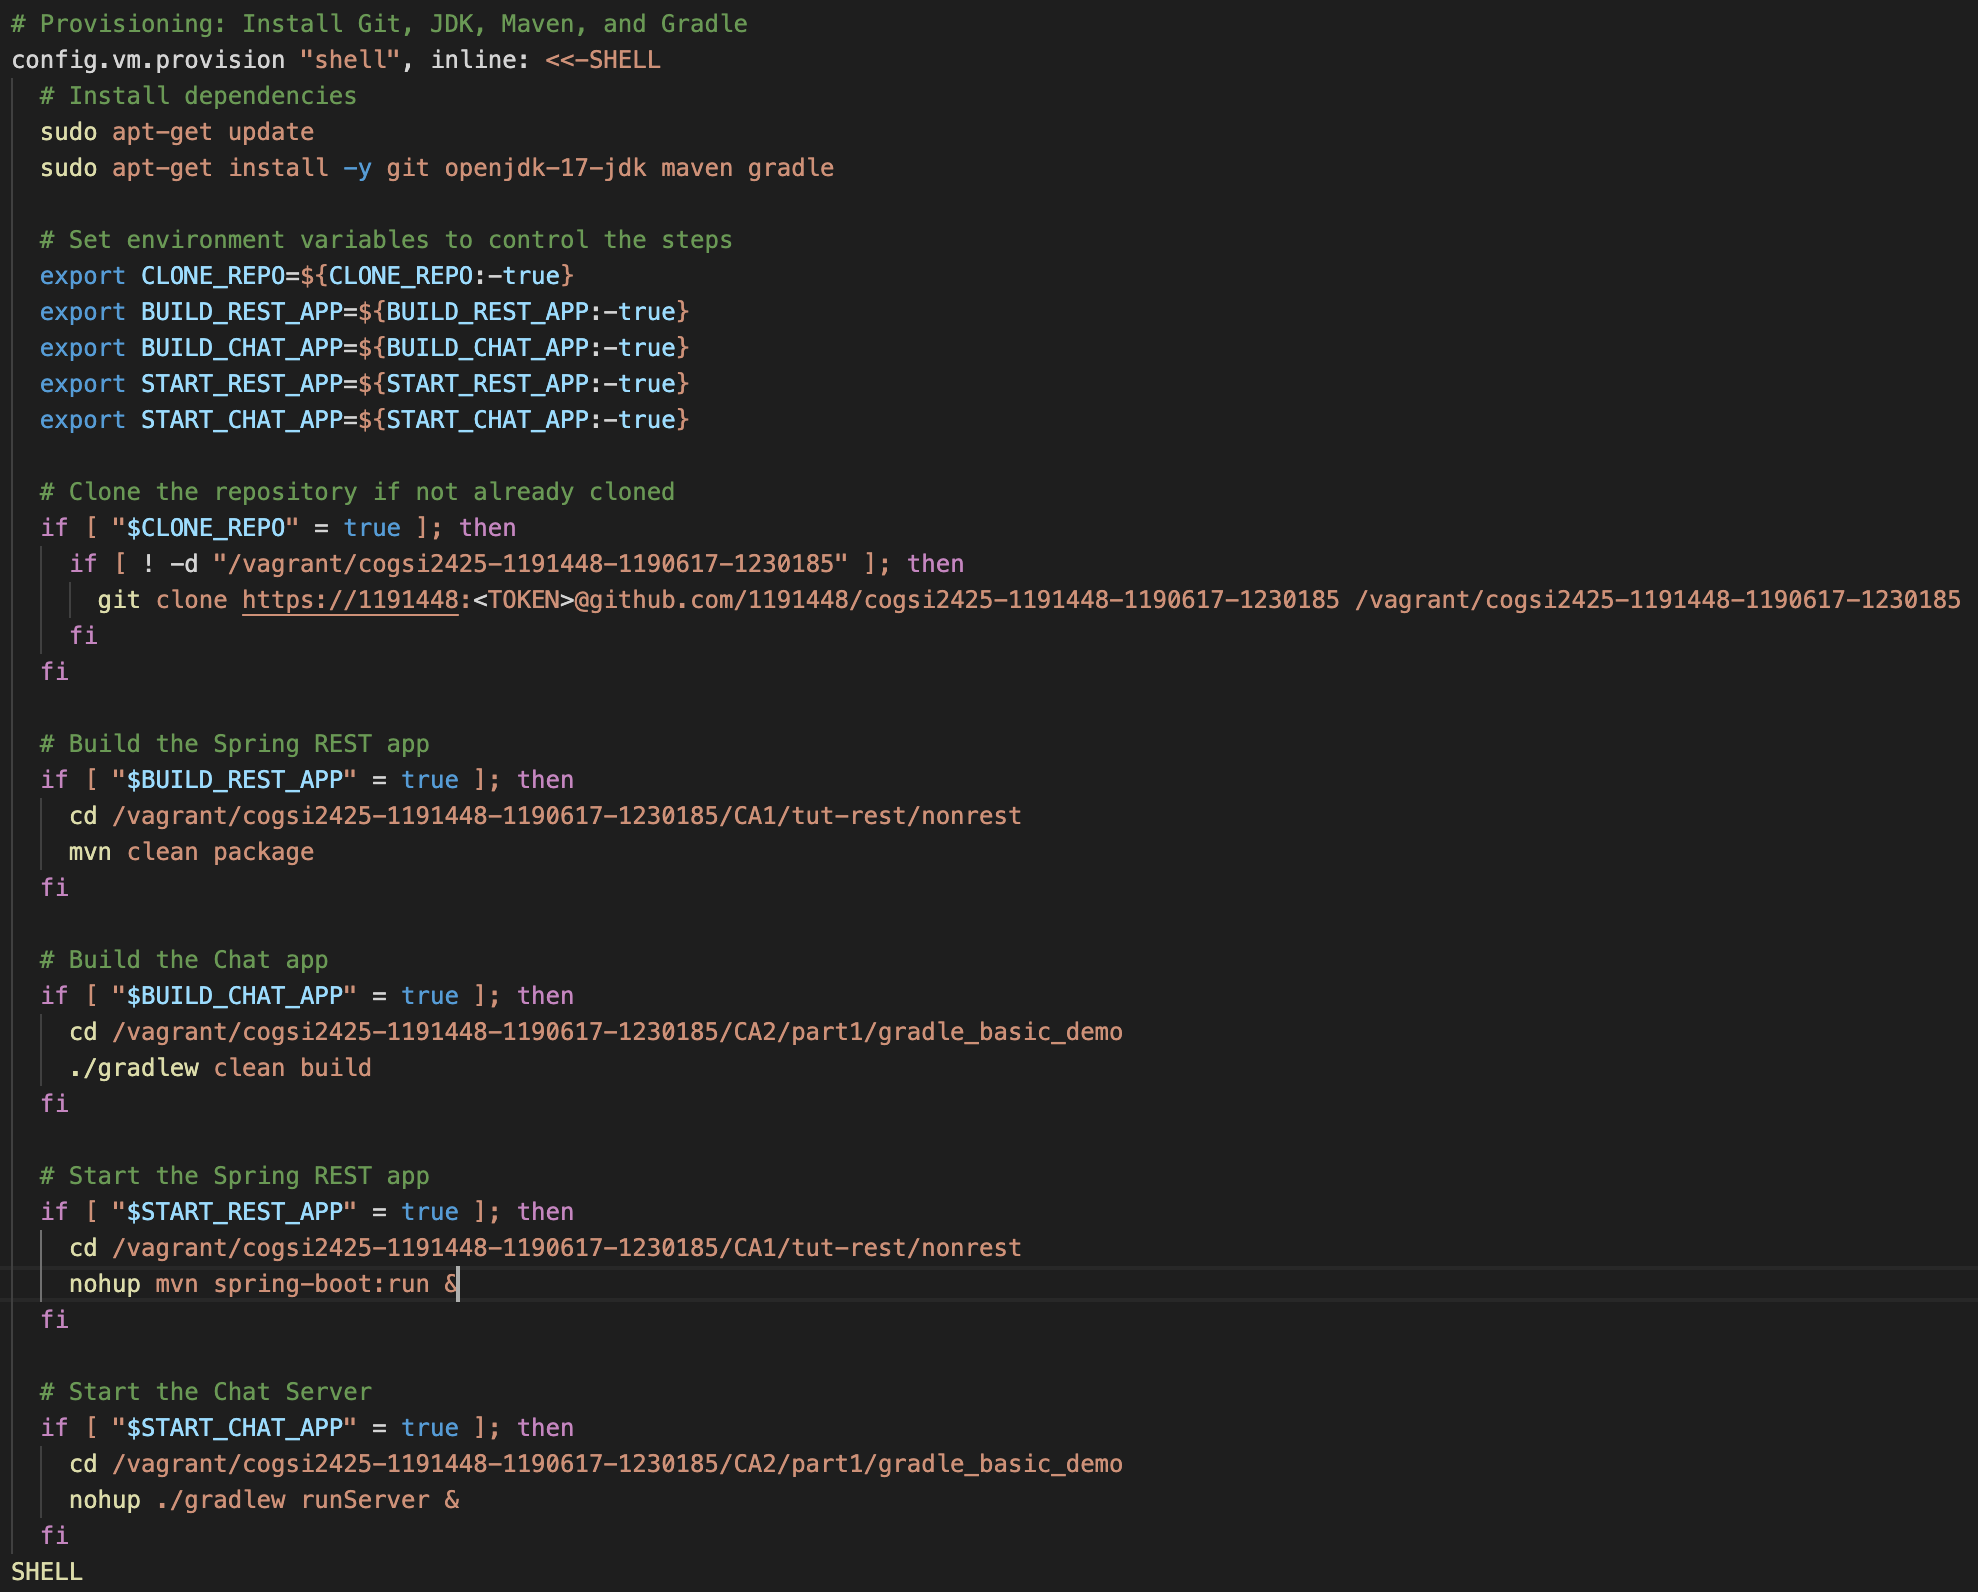 # Provisioning: Install Git, JDK, Maven, and Gradle
config.vm.provision "shell", inline: <<-SHELL
  # Install dependencies
  sudo apt-get update
  sudo apt-get install -y git openjdk-17-jdk maven gradle

  # Set environment variables to control the steps
  export CLONE_REPO=${CLONE_REPO:-true}
  export BUILD_REST_APP=${BUILD_REST_APP:-true}
  export BUILD_CHAT_APP=${BUILD_CHAT_APP:-true}
  export START_REST_APP=${START_REST_APP:-true}
  export START_CHAT_APP=${START_CHAT_APP:-true}

  # Clone the repository if not already cloned
  if [ "$CLONE_REPO" = true ]; then
    if [ ! -d "/vagrant/cogsi2425-1191448-1190617-1230185" ]; then
      git clone https://1191448:<TOKEN>@github.com/1191448/cogsi2425-1191448-1190617-1230185 /vagrant/cogsi2425-1191448-1190617-1230185
    fi
  fi

  # Build the Spring REST app
  if [ "$BUILD_REST_APP" = true ]; then
    cd /vagrant/cogsi2425-1191448-1190617-1230185/CA1/tut-rest/nonrest
    mvn clean package
  fi

  # Build the Chat app
  if [ "$BUILD_CHAT_APP" = true ]; then
    cd /vagrant/cogsi2425-1191448-1190617-1230185/CA2/part1/gradle_basic_demo
    ./gradlew clean build
  fi

  # Start the Spring REST app
  if [ "$START_REST_APP" = true ]; then
    cd /vagrant/cogsi2425-1191448-1190617-1230185/CA1/tut-rest/nonrest
    nohup mvn spring-boot:run &
  fi

  # Start the Chat Server
  if [ "$START_CHAT_APP" = true ]; then
    cd /vagrant/cogsi2425-1191448-1190617-1230185/CA2/part1/gradle_basic_demo
    nohup ./gradlew runServer &
  fi
SHELL